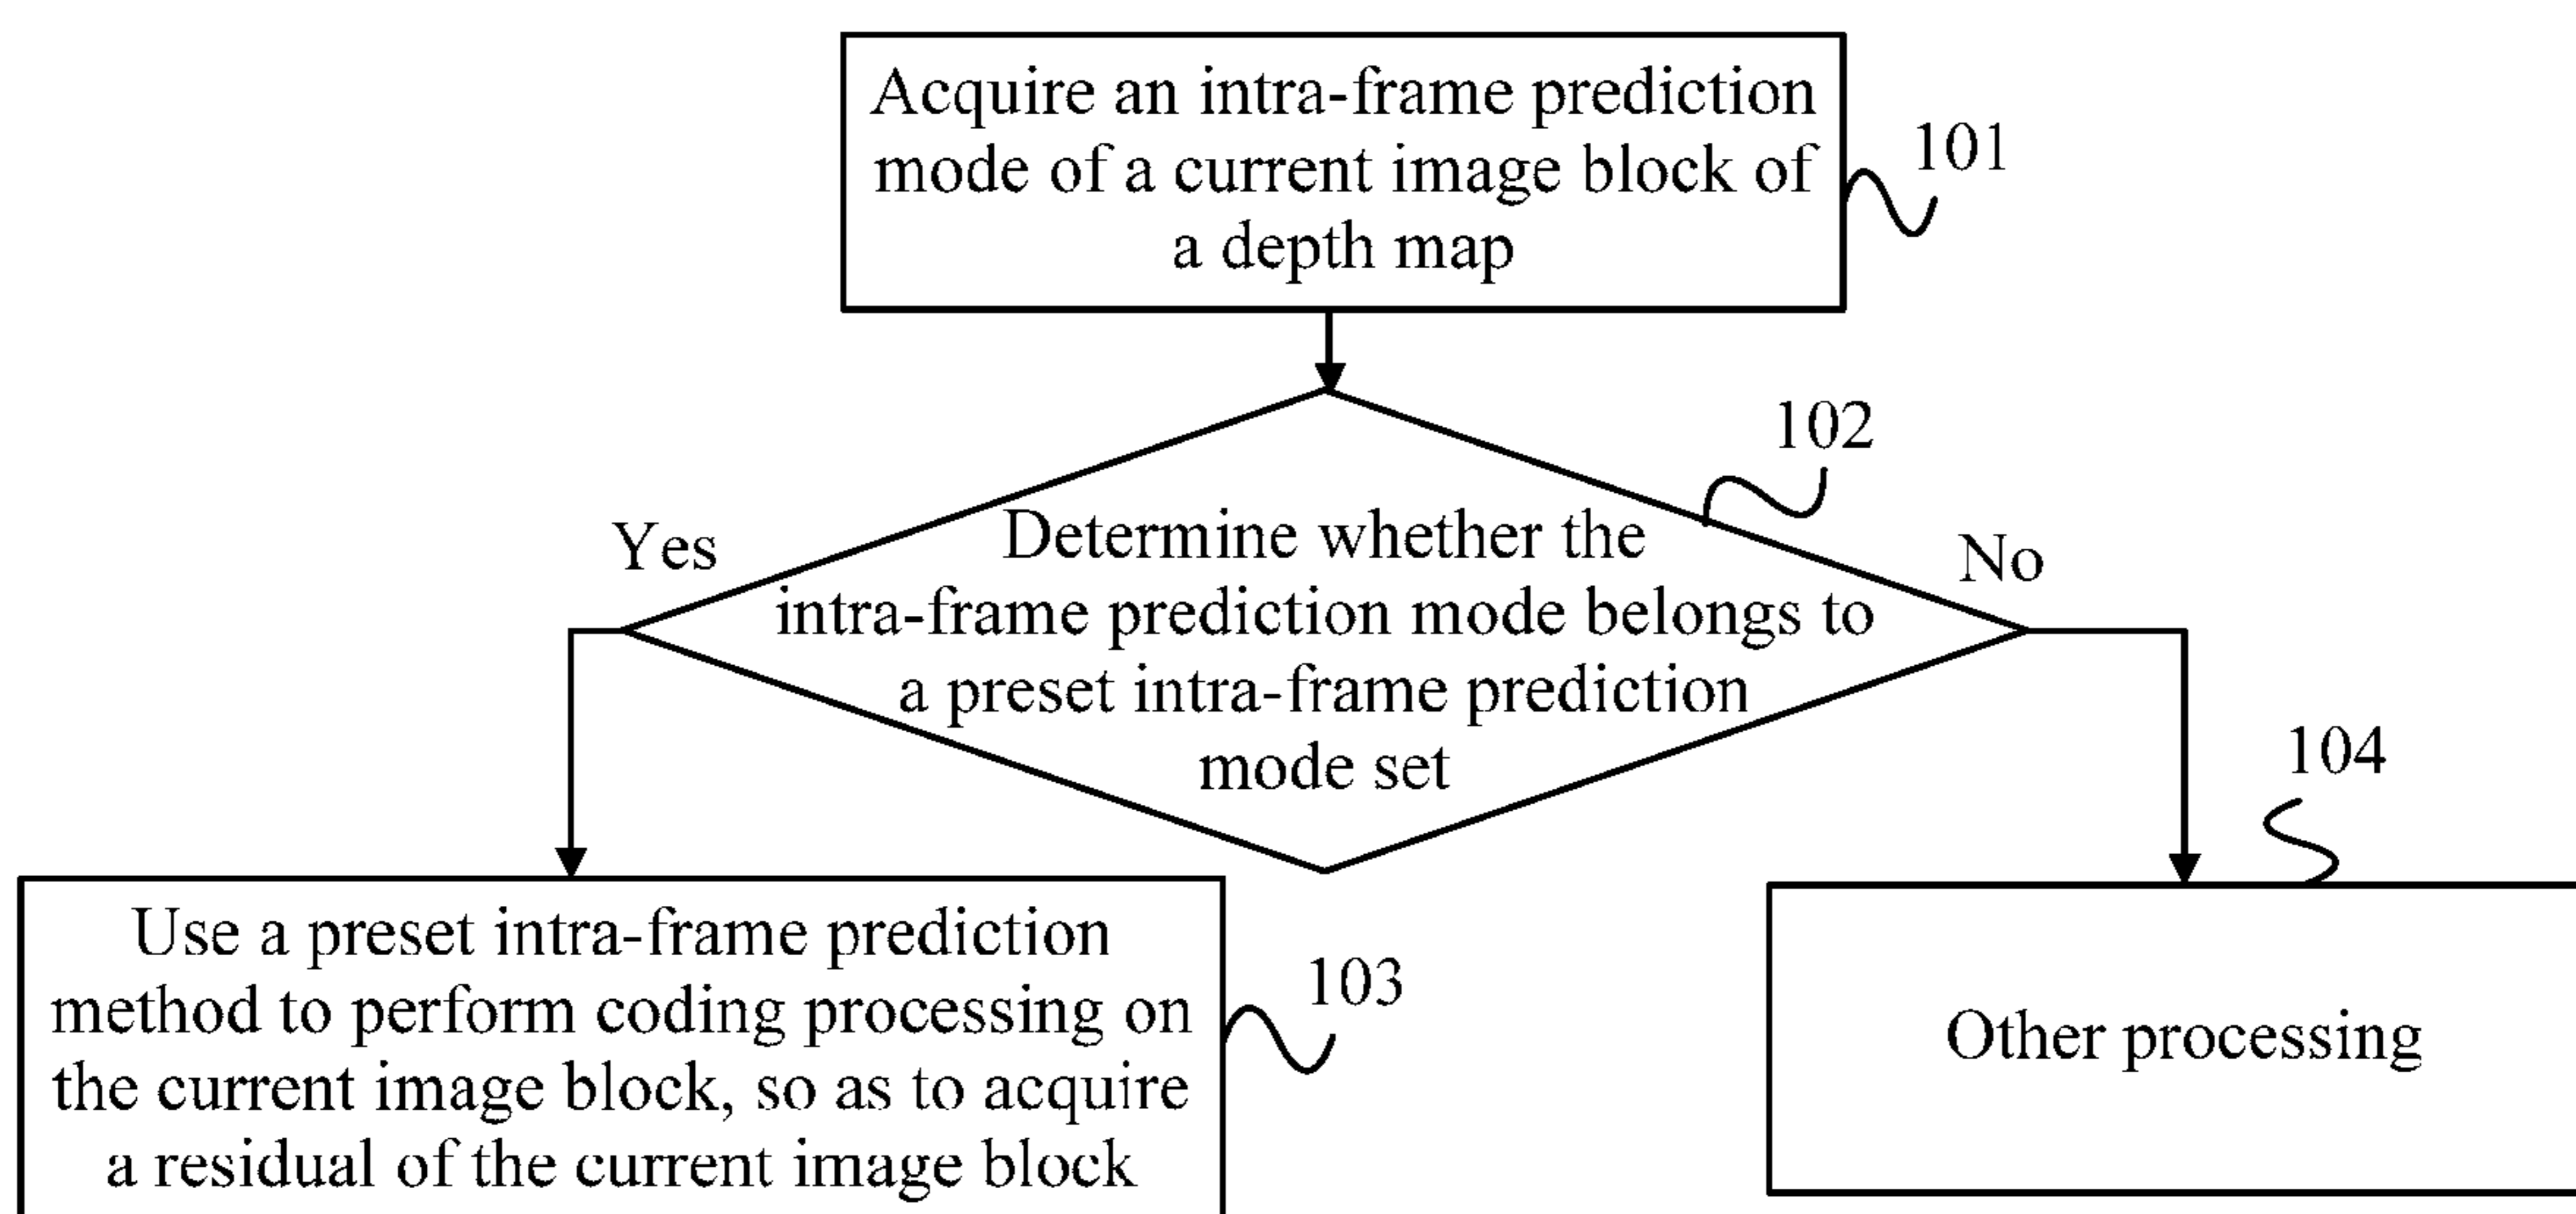 Acquire an intra-frame prediction
mode of a current image block of
a depth map
101
102
Yes
No
Determine whether the
intra-frame prediction mode belongs to
a preset intra-frame prediction
mode set
104
Use a preset intra-frame prediction
method to perform coding processing on
the current image block, so as to acquire
a residual of the current image block
103
Other processing